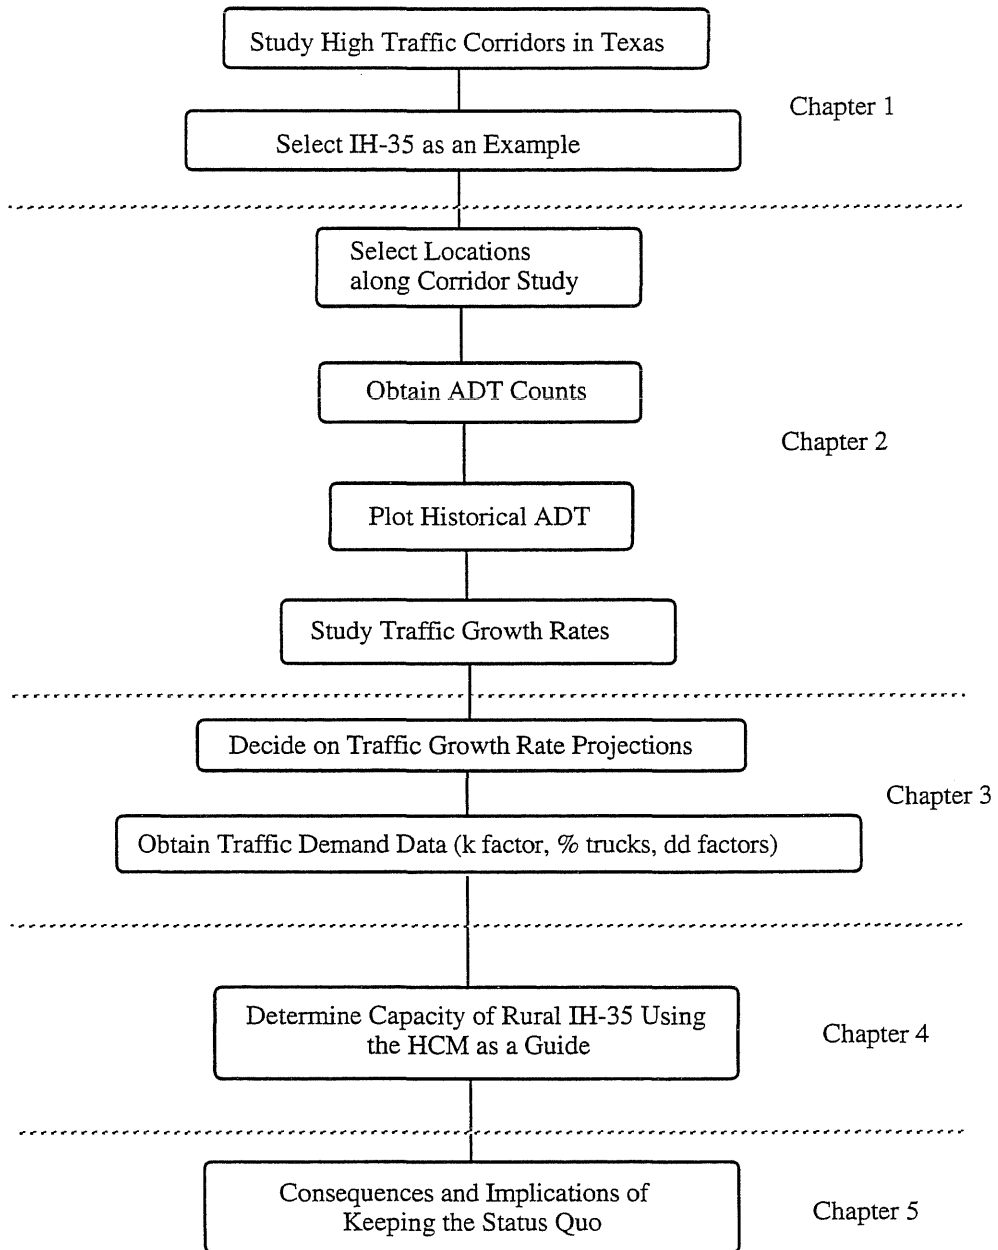 Study High Traffic Corridors in Texas
Chapter 1
Select IH-35 as an Example
Select Locations
along Corridor Study
Obtain ADT Counts
Chapter 2
Plot Historical ADT
Study Traffic Growth Rates
Decide on Traffic Growth Rate Projections
Chapter 3
Obtain Traffic Demand Data (k factor, % trucks, dd factors)
Determine Capacity of Rural IH-35 Using
the HCM as a Guide
Chapter 4
Consequences and Implications of
Keeping the Status Quo
Chapter 5